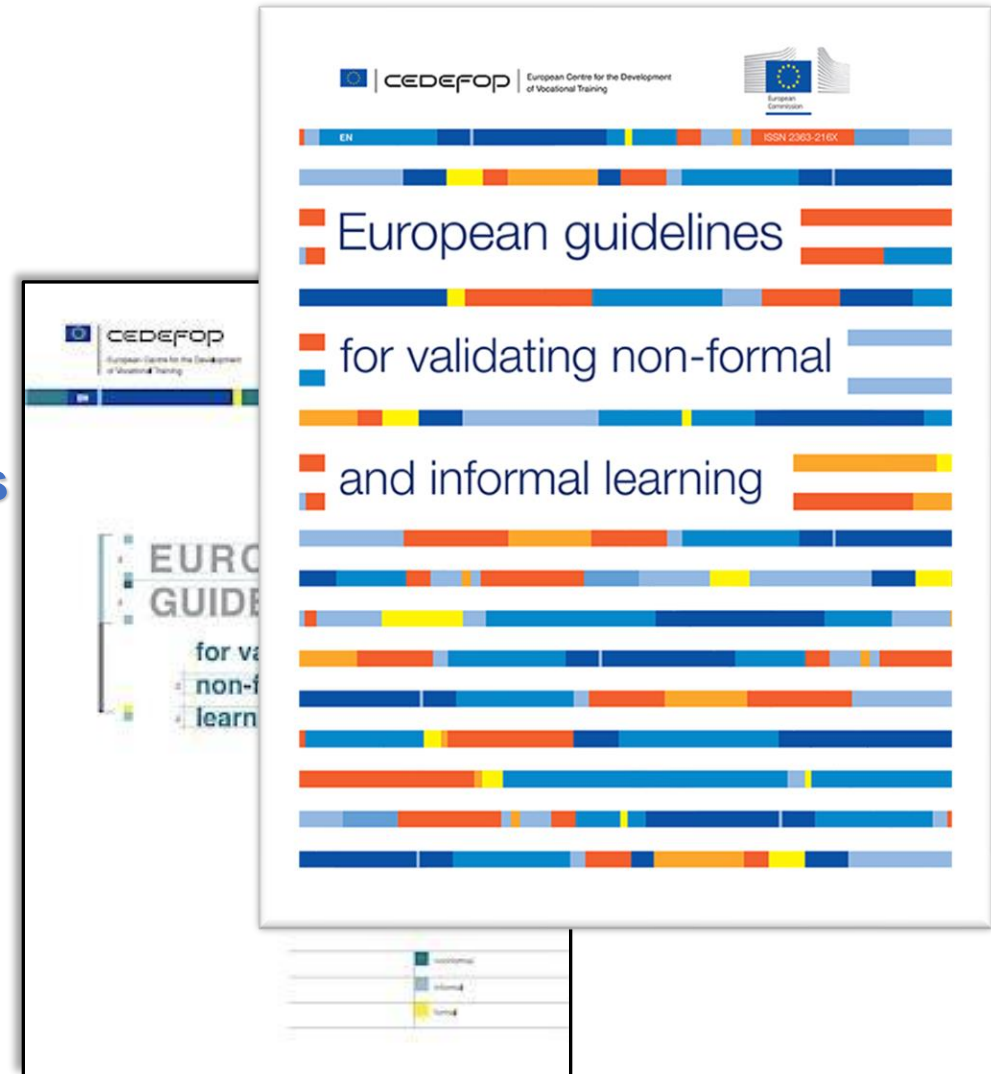 CEDEFOP
European Centre for the Development
of Vocational Training
European
Commission
EN
ISSN 2363-216X
European guidelines
for validating non-formal
and informal learning
s
CEDEFOP
European Centre for the Development
of Vocational Training
EN
EURO
GUIDE
for va
non-f
learn
informal
formal